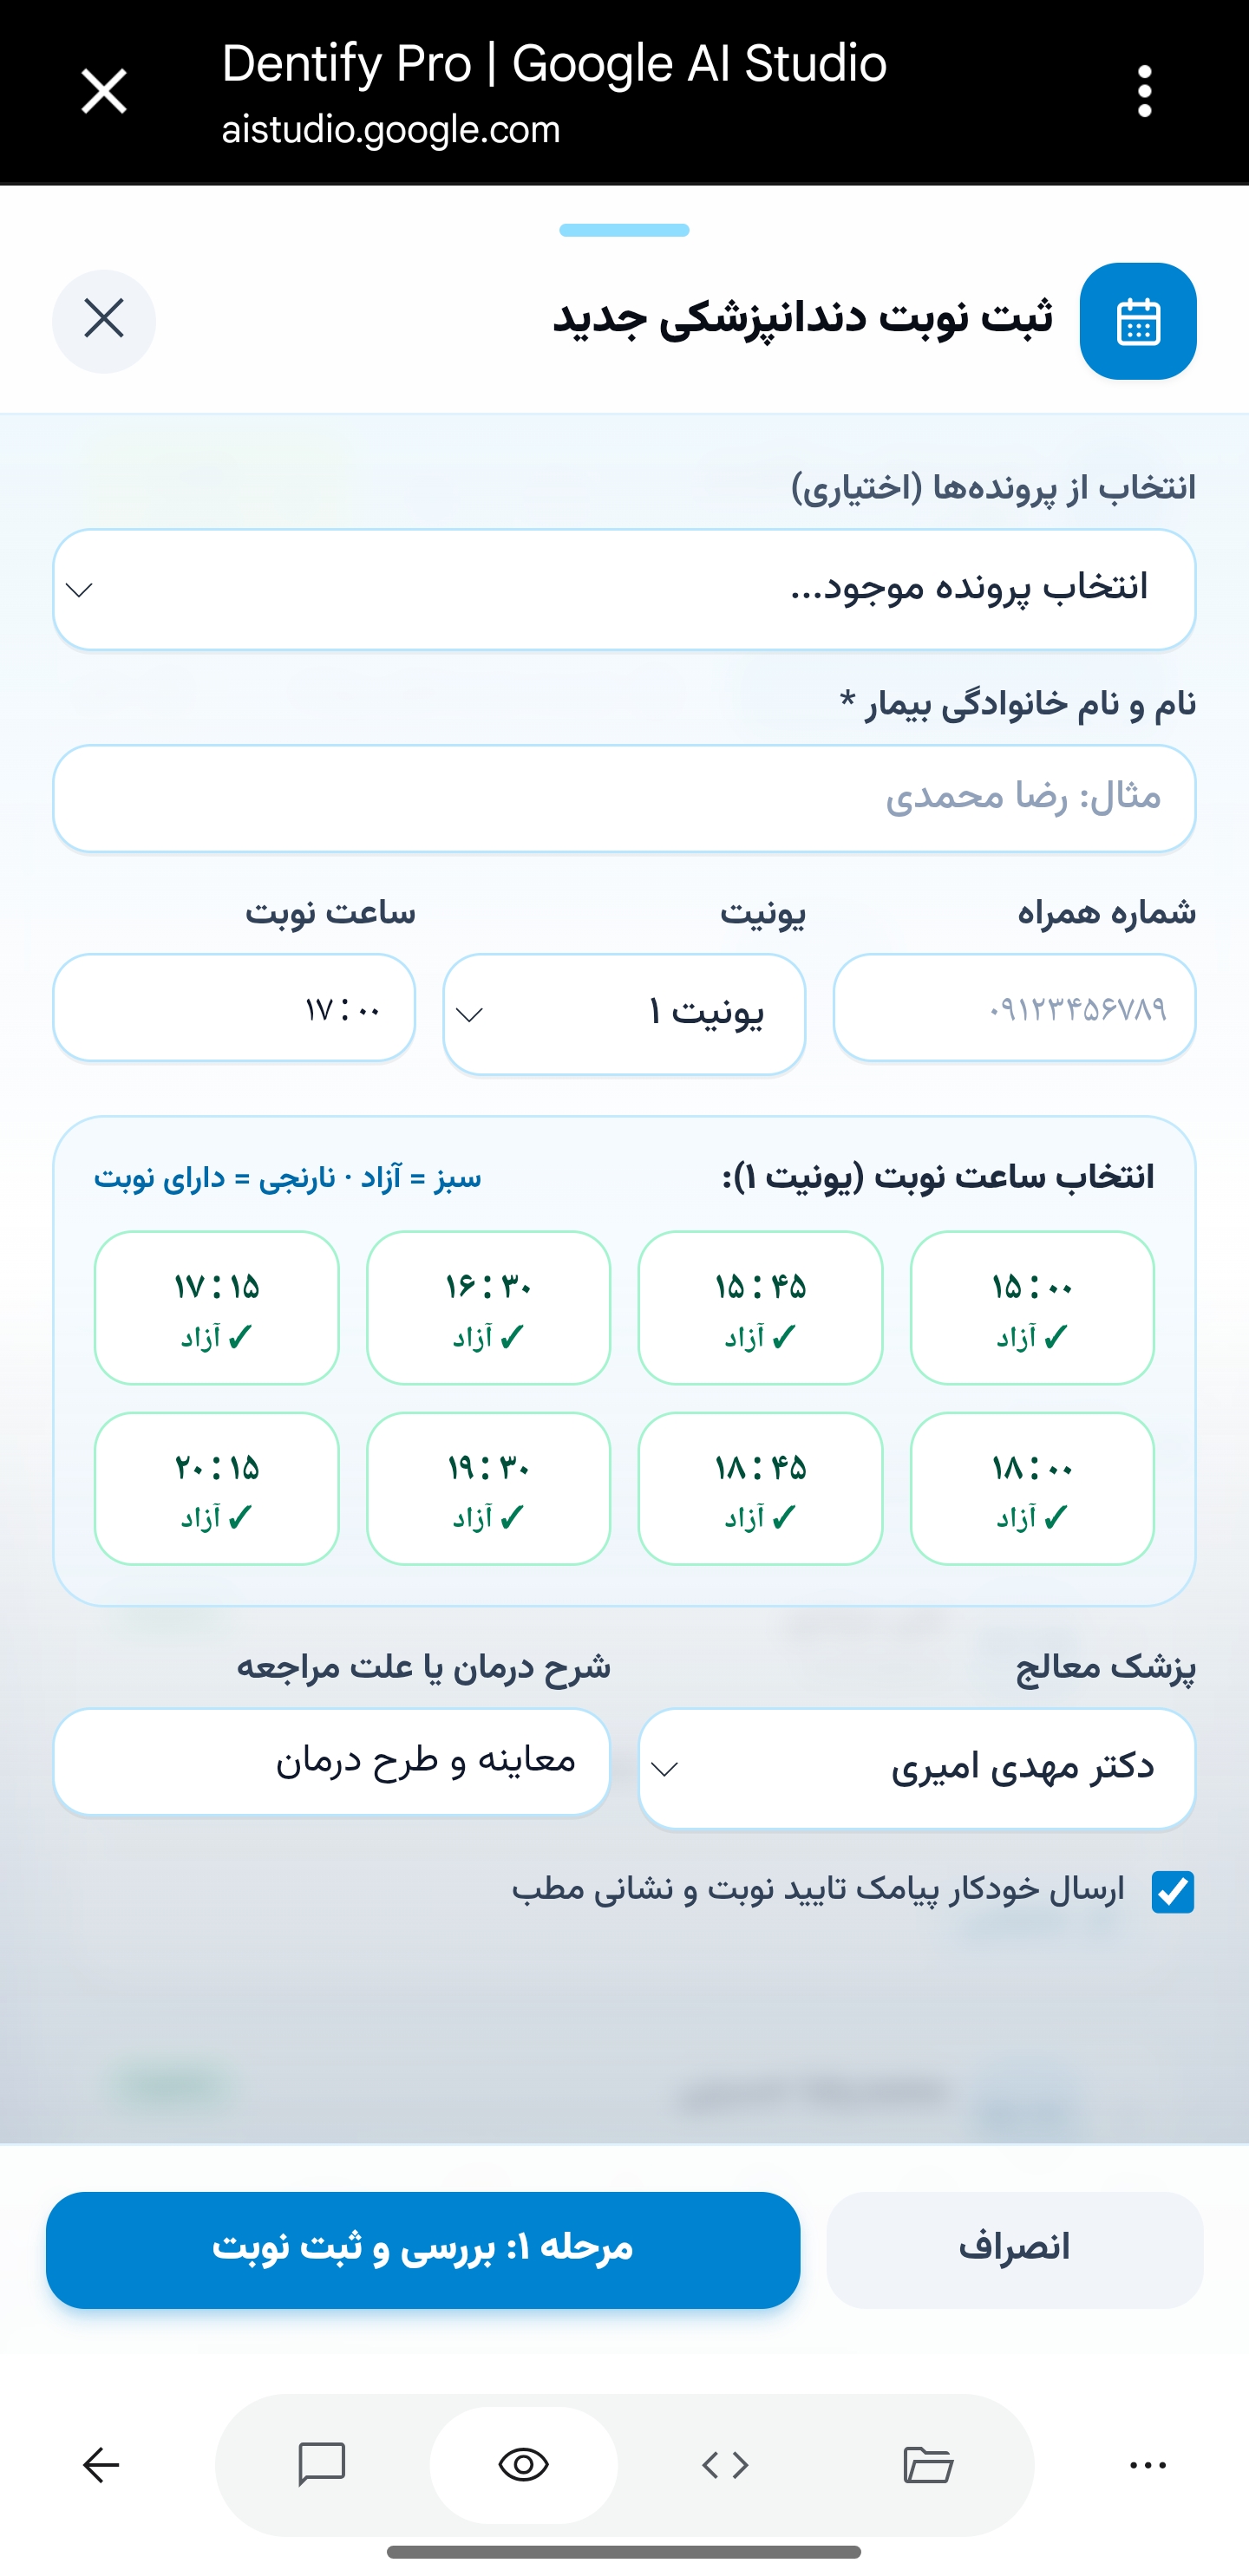 Dentify Pro | Google AI Studio
aistudio.google.com
ثبت نوبت دندانپزشکی جدید
انتخاب از پرونده‌ها (اختیاری)
انتخاب پرونده موجود...
نام و نام خانوادگی بیمار *
مثال: رضا محمدی
شماره همراه یونیت ساعت نوبت
۰۹۱۲۳۴۵۶۷۸۹ یونیت ۱ ۱۷:۰۰
انتخاب ساعت نوبت (یونیت ۱): سبز = آزاد · نارنجی = دارای نوبت
۱۵:۰۰ ۱۵:۴۵ ۱۶:۳۰ ۱۷:۱۵
✓ آزاد ✓ آزاد ✓ آزاد ✓ آزاد
۱۸:۰۰ ۱۸:۴۵ ۱۹:۳۰ ۲۰:۱۵
✓ آزاد ✓ آزاد ✓ آزاد ✓ آزاد
پزشک معالج شرح درمان یا علت مراجعه
دکتر مهدی امیری معاینه و طرح درمان
ارسال خودکار پیامک تایید نوبت و نشانی مطب
انصراف مرحله ۱: بررسی و ثبت نوبت